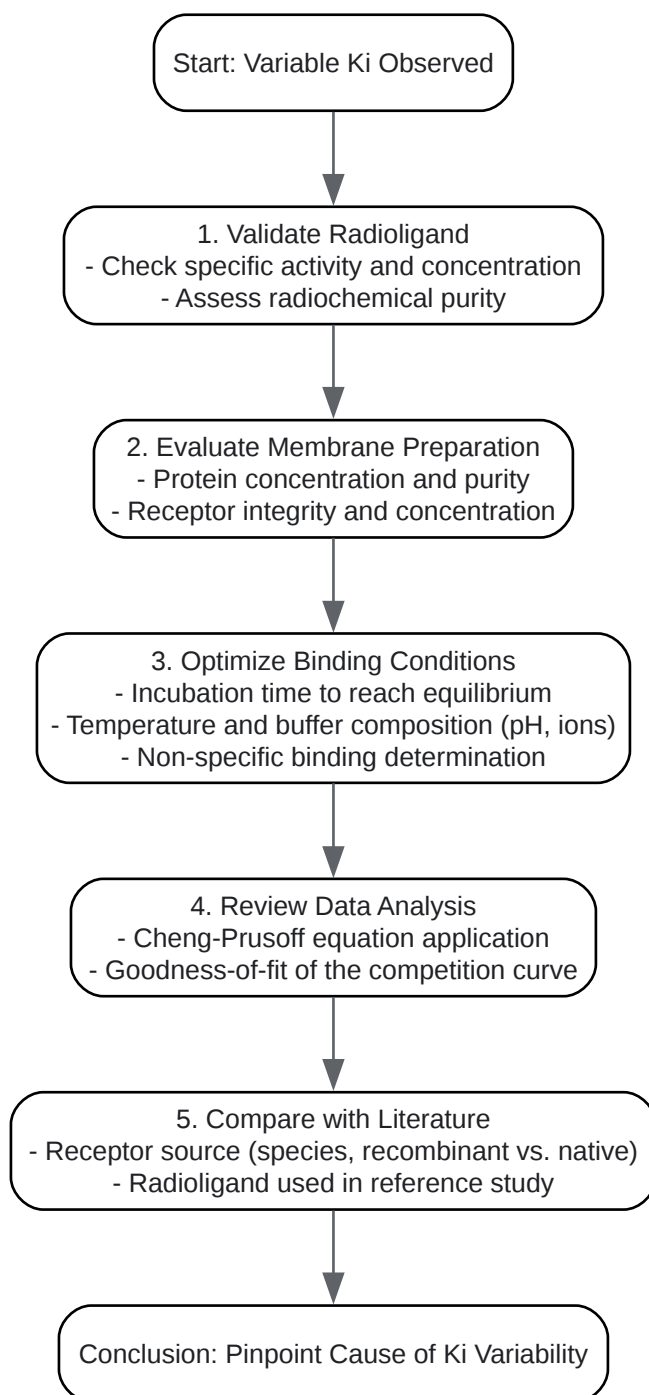 Start: Variable Ki Observed
1. Validate Radioligand
- Check specific activity and concentration
- Assess radiochemical purity
2. Evaluate Membrane Preparation
- Protein concentration and purity
- Receptor integrity and concentration
3. Optimize Binding Conditions
- Incubation time to reach equilibrium
- Temperature and buffer composition (pH, ions)
- Non-specific binding determination
4. Review Data Analysis
- Cheng-Prusoff equation application
- Goodness-of-fit of the competition curve
5. Compare with Literature
- Receptor source (species, recombinant vs. native)
- Radioligand used in reference study
Conclusion: Pinpoint Cause of Ki Variability